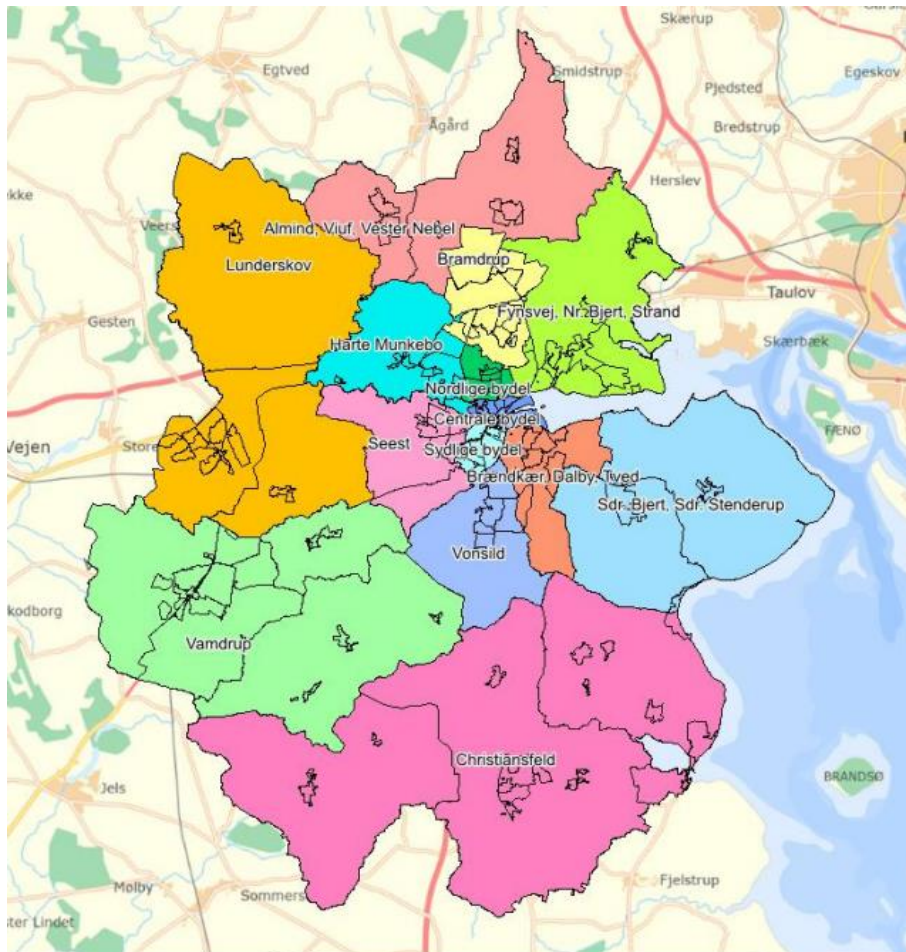 Skærup
Egtved
Smidstrup
Egeskov
Pjedsted
Ågård
Bredstrup
Herslev
Veers
Almind, Viuf, Vester Nebel
Lunderskov
Bramdrup
Taulov
Gesten
Fynsvej, Nr. Bjert, Strand
Skærbæk
Harte Munkebo
Nordlige bydel
Centrale bydel
FÆNØ
Vejen
Store
Seest
Sydlige bydel
Brændkær, Dalby, Tved
Sdr. Bjert, Sdr. Stenderup
Vonsild
kodborg
Vamdrup
Christiansfeld
BRANDSØ
Jels
Mølby
Sommers
Fjelstrup
ster Lindet